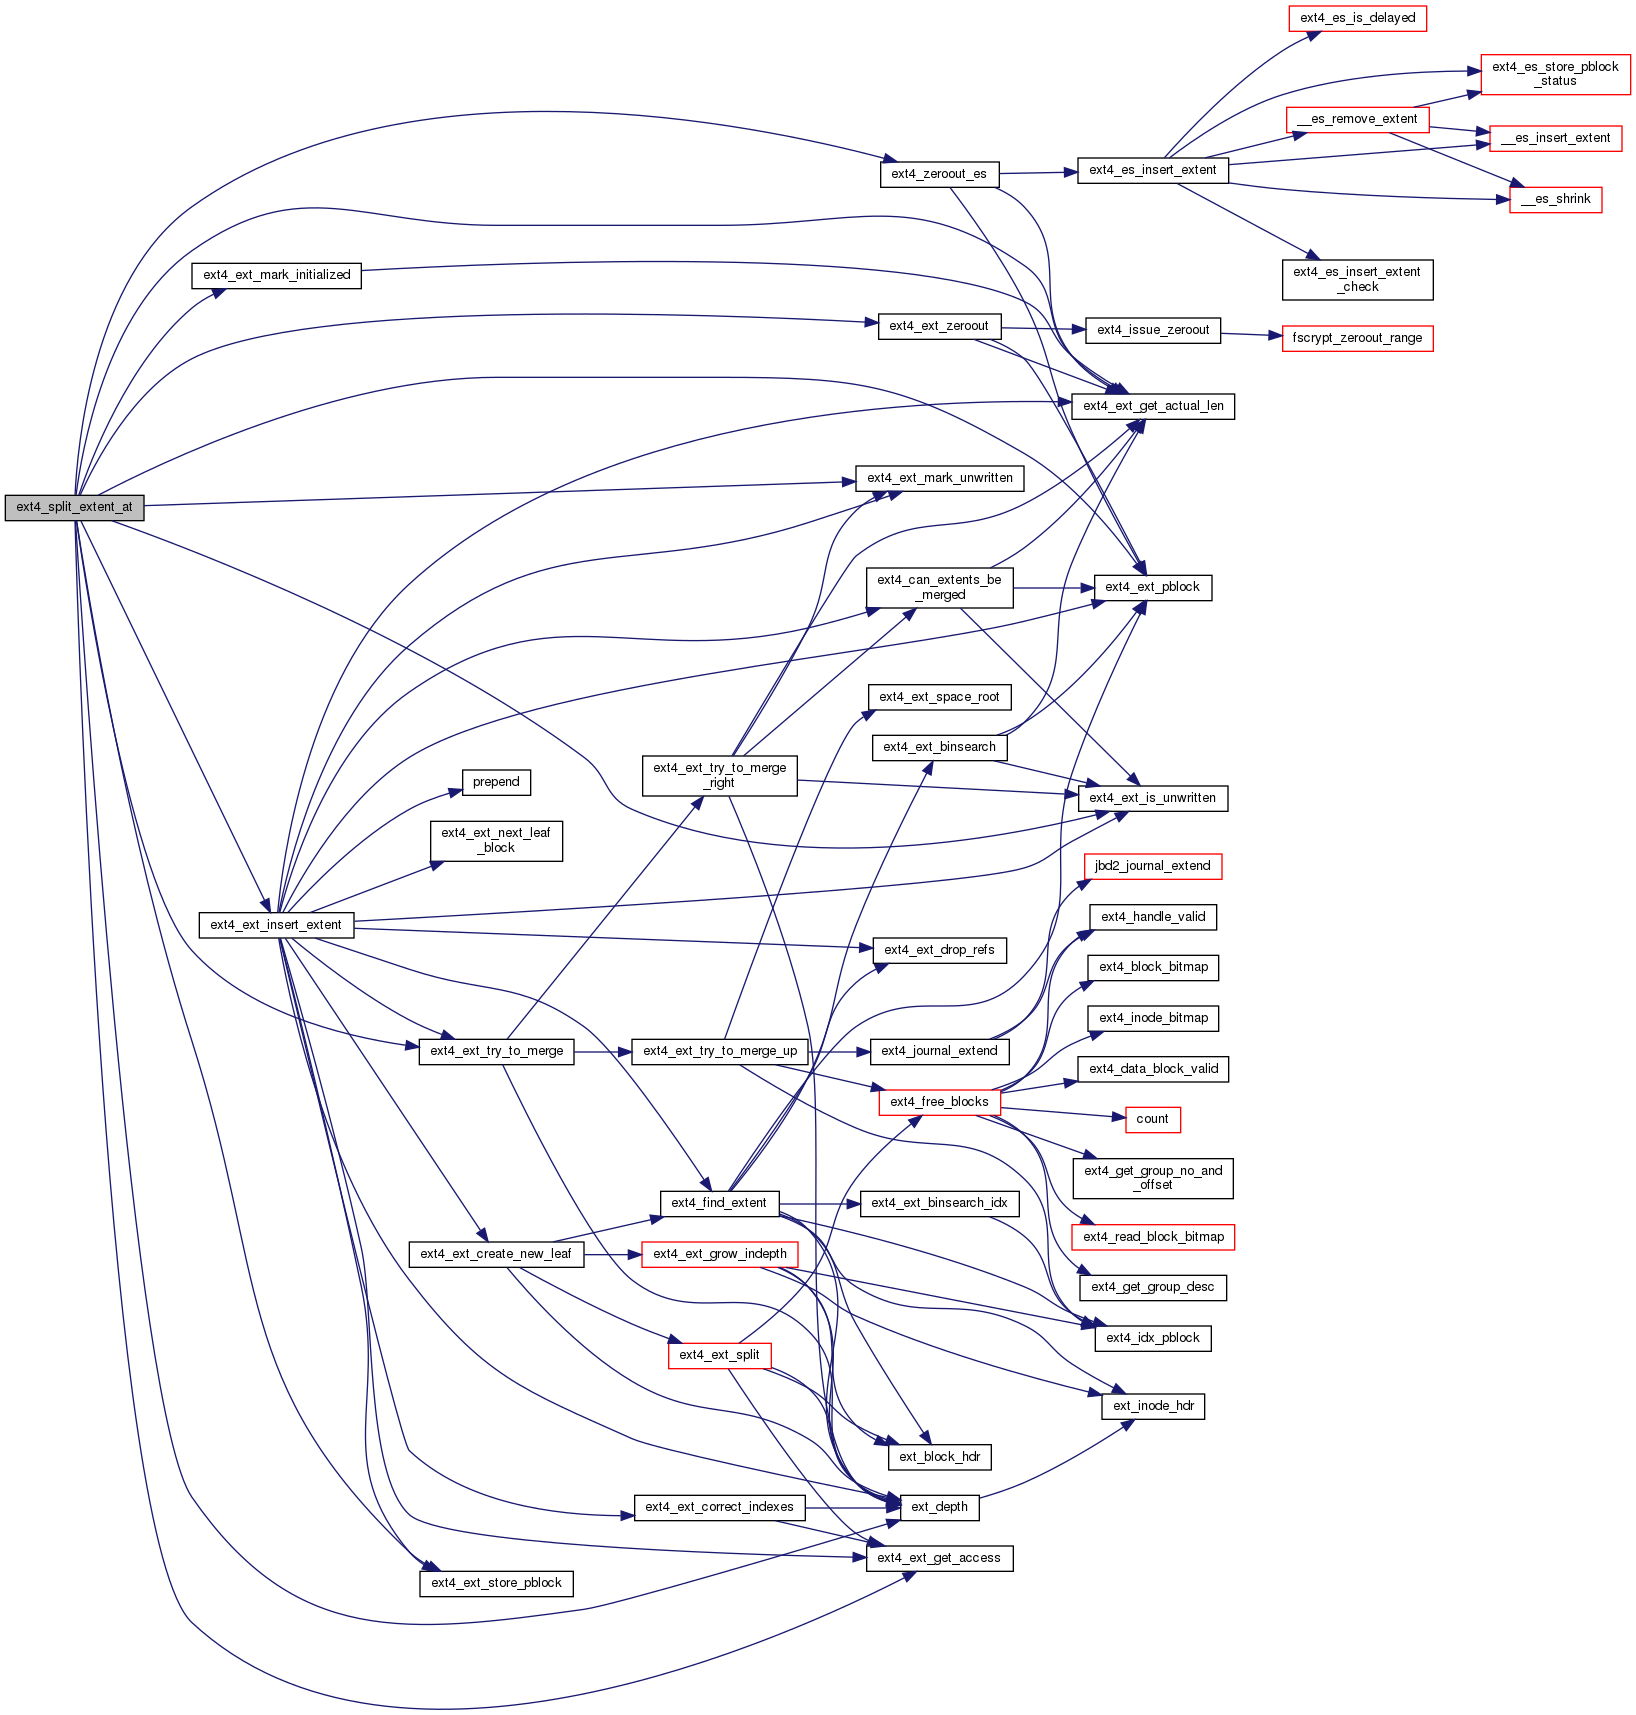 ext4_es_is_delayed
ext4_es_store_pblock
_status
__es_remove_extent
__es_insert_extent
ext4_zeroout_es
ext4_es_insert_extent
__es_shrink
ext4_ext_mark_initialized
ext4_es_insert_extent
_check
ext4_ext_zeroout
ext4_issue_zeroout
fscrypt_zeroout_range
ext4_ext_get_actual_len
ext4_ext_mark_unwritten
ext4_split_extent_at
ext4_can_extents_be
_merged
ext4_ext_pblock
ext4_ext_space_root
ext4_ext_binsearch
ext4_ext_try_to_merge
_right
prepend
ext4_ext_is_unwritten
ext4_ext_next_leaf
_block
jbd2_journal_extend
ext4_ext_insert_extent
ext4_handle_valid
ext4_ext_drop_refs
ext4_block_bitmap
ext4_inode_bitmap
ext4_ext_try_to_merge
ext4_ext_try_to_merge_up
ext4_journal_extend
ext4_data_block_valid
ext4_free_blocks
count
ext4_get_group_no_and
_offset
ext4_find_extent
ext4_ext_binsearch_idx
ext4_read_block_bitmap
ext4_ext_create_new_leaf
ext4_ext_grow_indepth
ext4_get_group_desc
ext4_idx_pblock
ext4_ext_split
ext_inode_hdr
ext_block_hdr
ext4_ext_correct_indexes
ext_depth
ext4_ext_get_access
ext4_ext_store_pblock